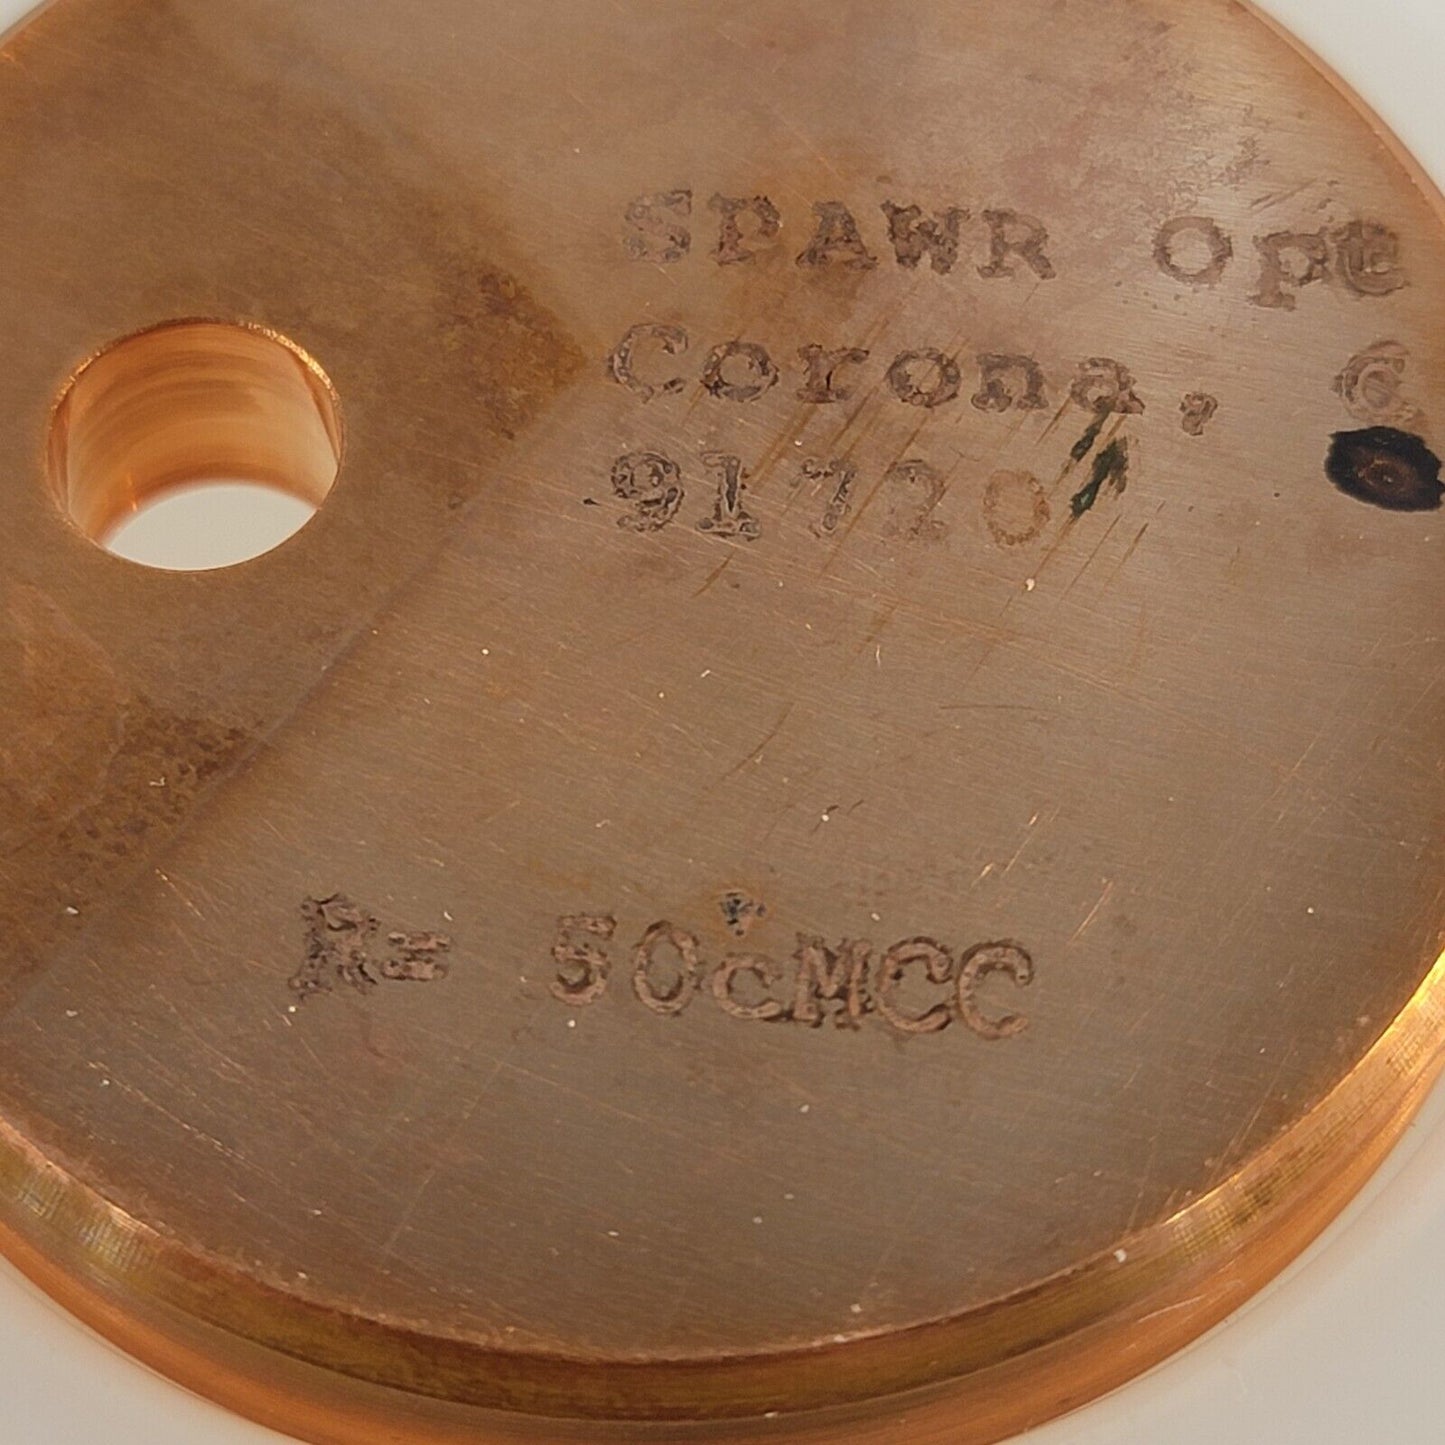 SPAWR Opt
Corona, C
91720
R= 50cMCC